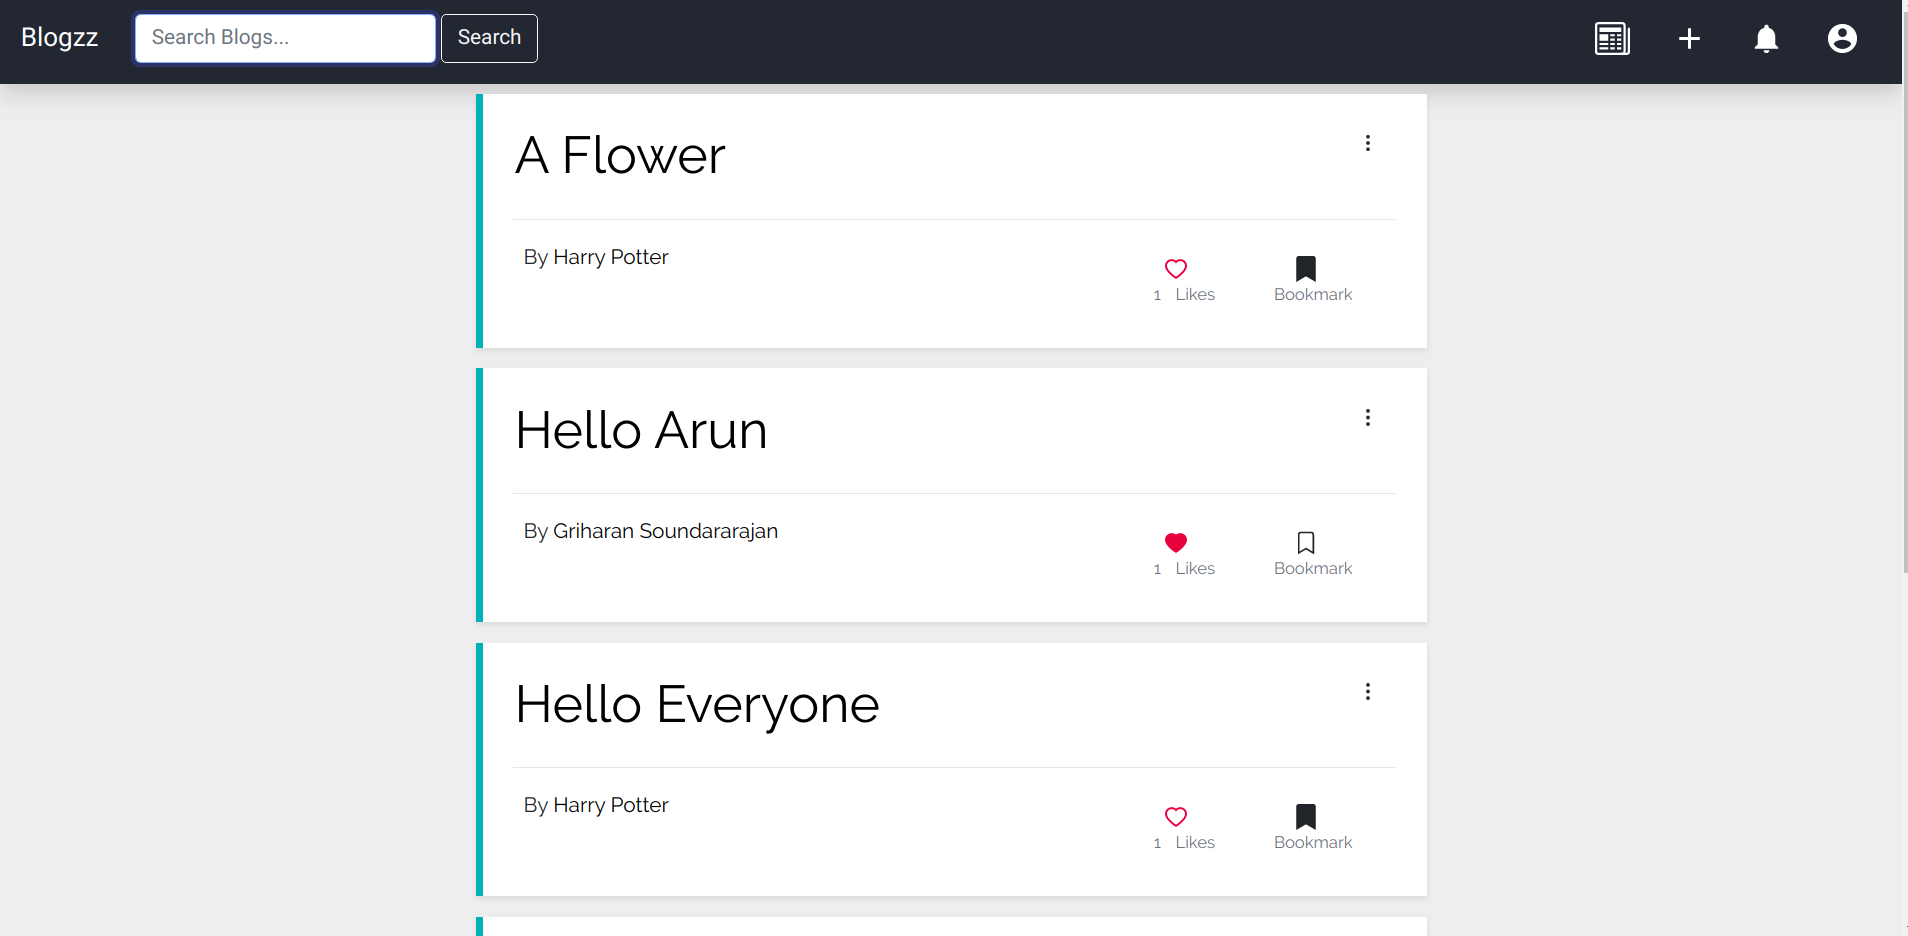 Blogzz Search Blogs... Search
A Flower
By Harry Potter
1 Likes Bookmark
Hello Arun
By Griharan Soundararajan
1 Likes Bookmark
Hello Everyone
By Harry Potter
1 Likes Bookmark